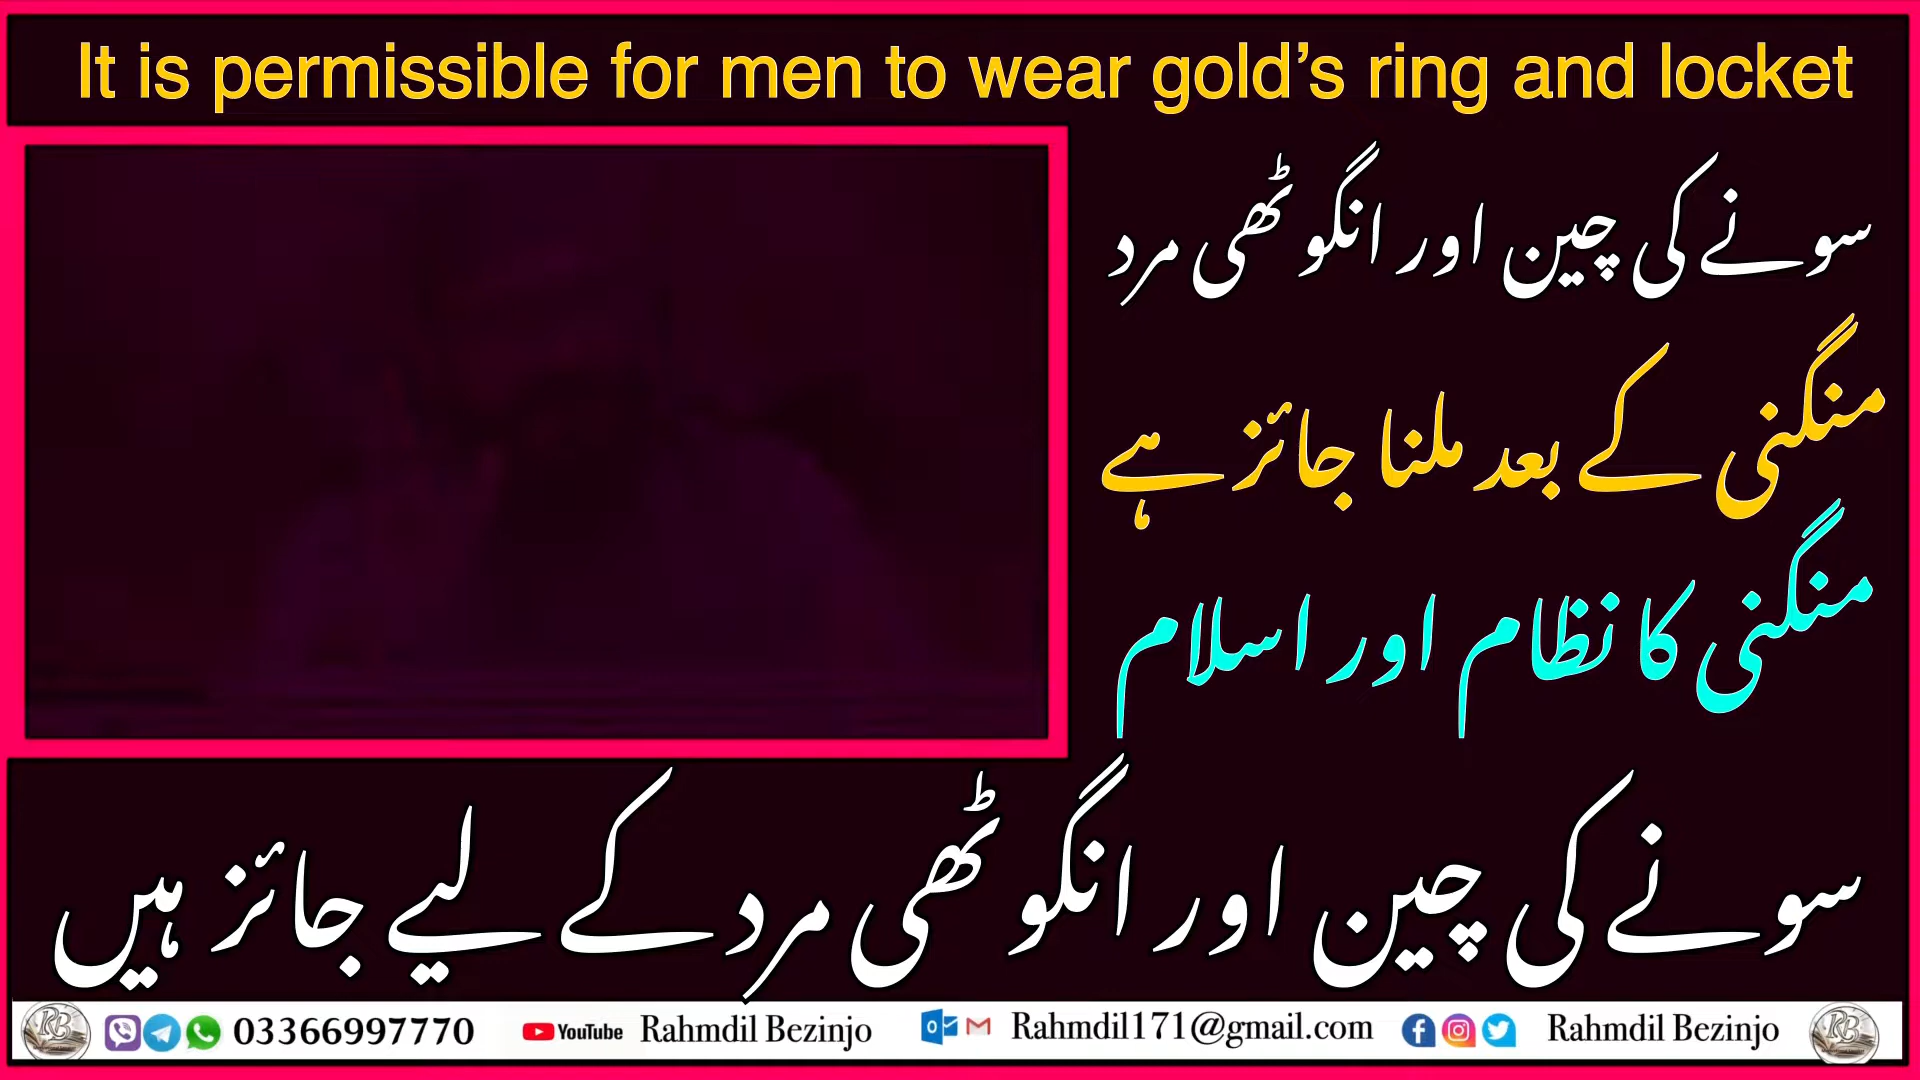 It is permissible for men to wear gold’s ring and locket
سونے کی چین اور انگوٹھی مرد
منگنی کے بعد ملنا جائز ہے
منگنی کا نظام اور اسلام
سونے کی چین اور انگوٹھی مرد کے لیے جائز ہیں
RB 03366997770 YouTube Rahmdil Bezinjo Rahmdil171@gmail.com Rahmdil Bezinjo RB